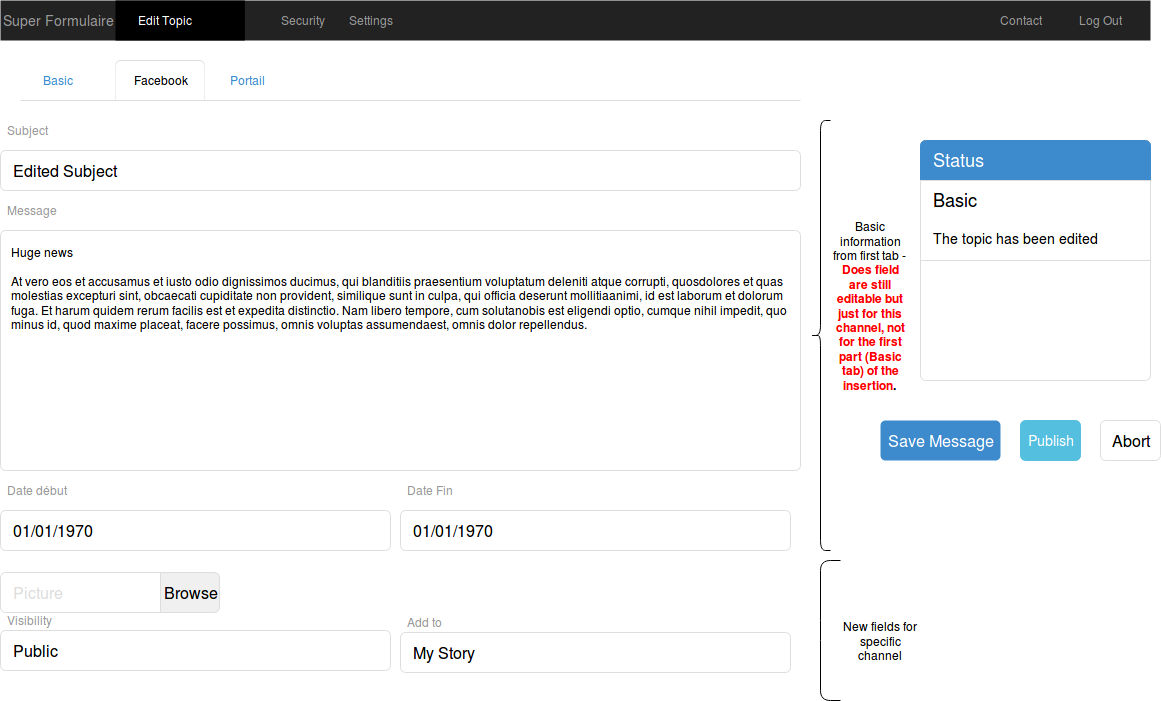 Super Formulaire Edit Topic Security Settings Contact Log Out
Basic Facebook Portail
Subject
Edited Subject
Message
Huge news
At vero eos et accusamus et iusto odio dignissimos ducimus, qui blanditiis praesentium voluptatum deleniti atque corrupti, quosdolores et quas
molestias excepturi sint, obcaecati cupiditate non provident, similique sunt in culpa, qui officia deserunt mollitiaanimi, id est laborum et dolorum
fuga. Et harum quidem rerum facilis est et expedita distinctio. Nam libero tempore, cum solutanobis est eligendi optio, cumque nihil impedit, quo
minus id, quod maxime placeat, facere possimus, omnis voluptas assumendaest, omnis dolor repellendus.
Date début Date Fin
01/01/1970 01/01/1970
Picture Browse
Visibility Add to
Public My Story
Basic
information
from first tab -
Does field
are still
editable but
just for this
channel, not
for the first
part (Basic
tab) of the
insertion.
New fields for
specific
channel
Status
Basic
The topic has been edited
Save Message Publish Abort